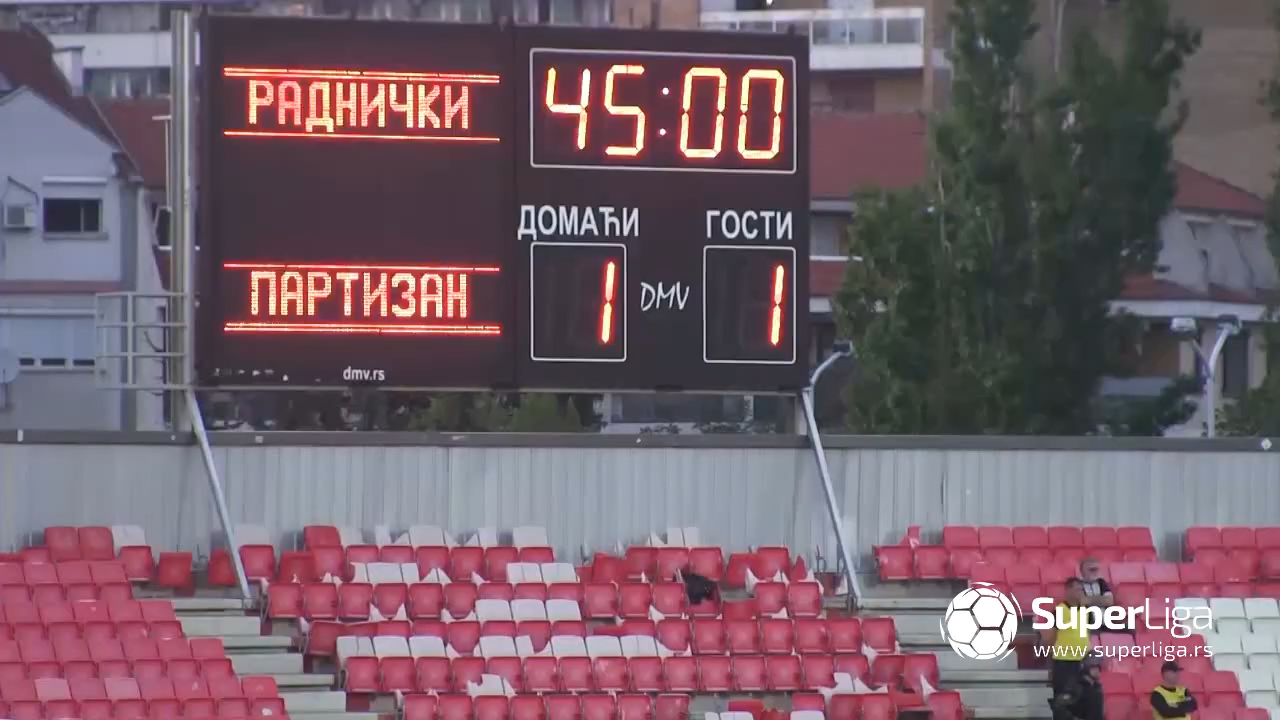 РАДНИЧКИ
45:00
ДОМАЋИ ГОСТИ
ПАРТИЗАН
1 DMV 1
dmv.rs
SuperLiga
www.superliga.rs